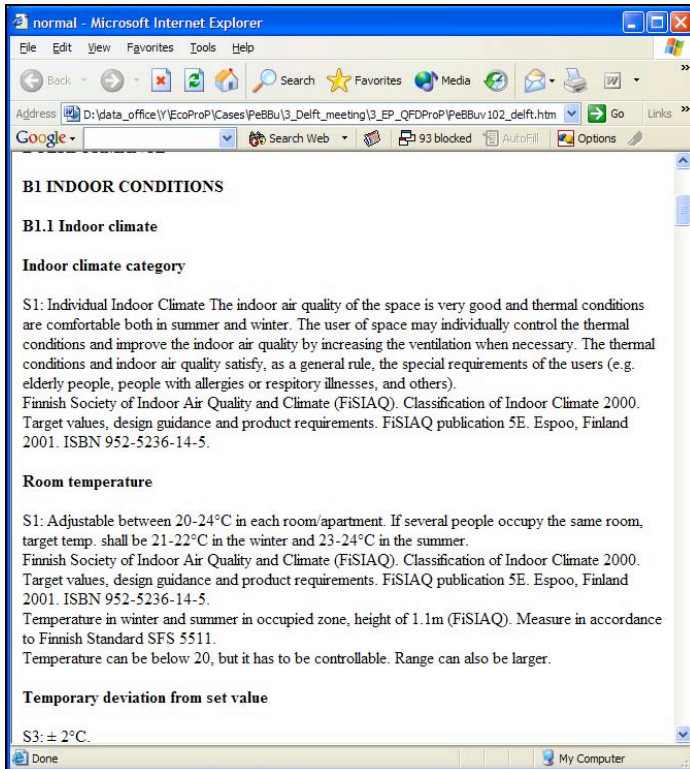 normal - Microsoft Internet Explorer
File Edit View Favorites Tools Help
Back Search Favorites Media
Address D:\data_office\Y\EcoProP\Cases\PeBBu\3_Delft_meeting\3_EP_QFDProP\PeBBuv102_delft.htm Go Links »
Google Search Web 93 blocked AutoFill Options
B1 INDOOR CONDITIONS
B1.1 Indoor climate
Indoor climate category
S1: Individual Indoor Climate The indoor air quality of the space is very good and thermal conditions
are comfortable both in summer and winter. The user of space may individually control the thermal
conditions and improve the indoor air quality by increasing the ventilation when necessary. The thermal
conditions and indoor air quality satisfy, as a general rule, the special requirements of the users (e.g.
elderly people, people with allergies or respitory illnesses, and others).
Finnish Society of Indoor Air Quality and Climate (FiSIAQ). Classification of Indoor Climate 2000.
Target values, design guidance and product requirements. FiSIAQ publication 5E. Espoo, Finland
2001. ISBN 952-5236-14-5.
Room temperature
S1: Adjustable between 20-24°C in each room/apartment. If several people occupy the same room,
target temp. shall be 21-22°C in the winter and 23-24°C in the summer.
Finnish Society of Indoor Air Quality and Climate (FiSIAQ). Classification of Indoor Climate 2000.
Target values, design guidance and product requirements. FiSIAQ publication 5E. Espoo, Finland
2001. ISBN 952-5236-14-5.
Temperature in winter and summer in occupied zone, height of 1.1m (FiSIAQ). Measure in accordance
to Finnish Standard SFS 5511.
Temperature can be below 20, but it has to be controllable. Range can also be larger.
Temporary deviation from set value
S3: ± 2°C.
Done My Computer